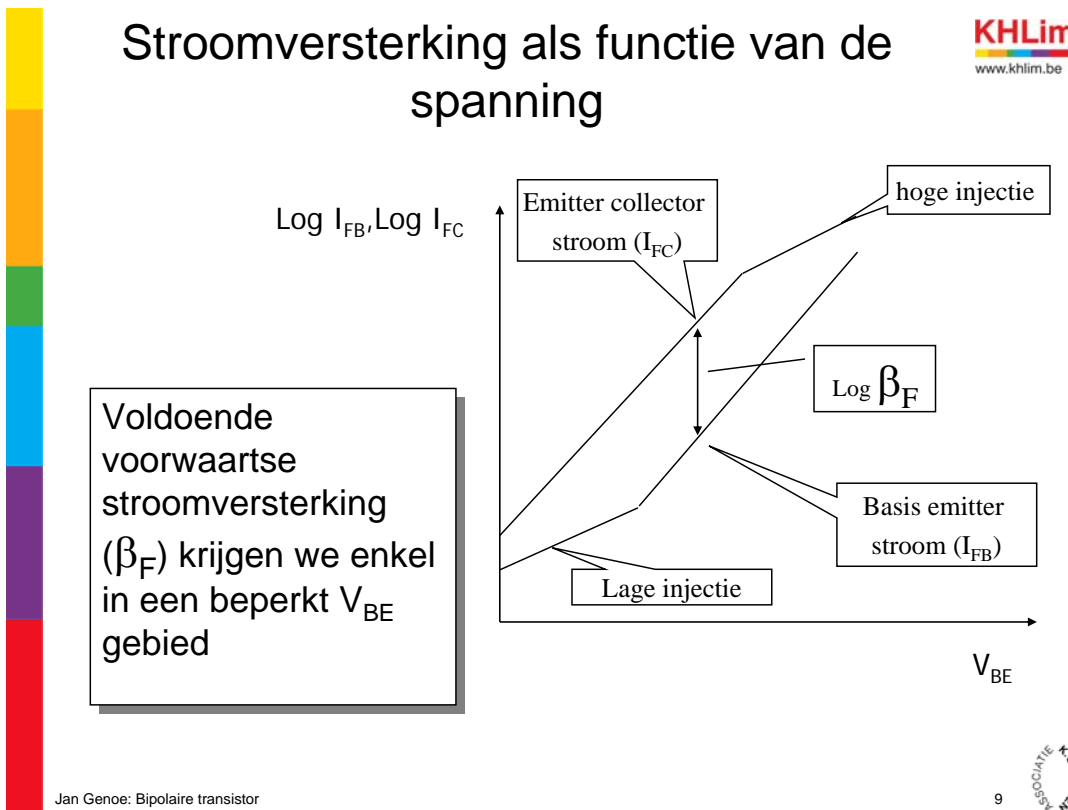 Stroomversterking als functie van de
spanning
KHLim
www.khlim.be
Log I_FB, Log I_FC
Emitter collector
stroom (I_FC)
hoge injectie
Log β_F
Voldoende
voorwaartse
stroomversterking
(β_F) krijgen we enkel
in een beperkt V_BE
gebied
Basis emitter
stroom (I_FB)
Lage injectie
V_BE
Jan Genoe: Bipolaire transistor
9
ASSOCIATIE